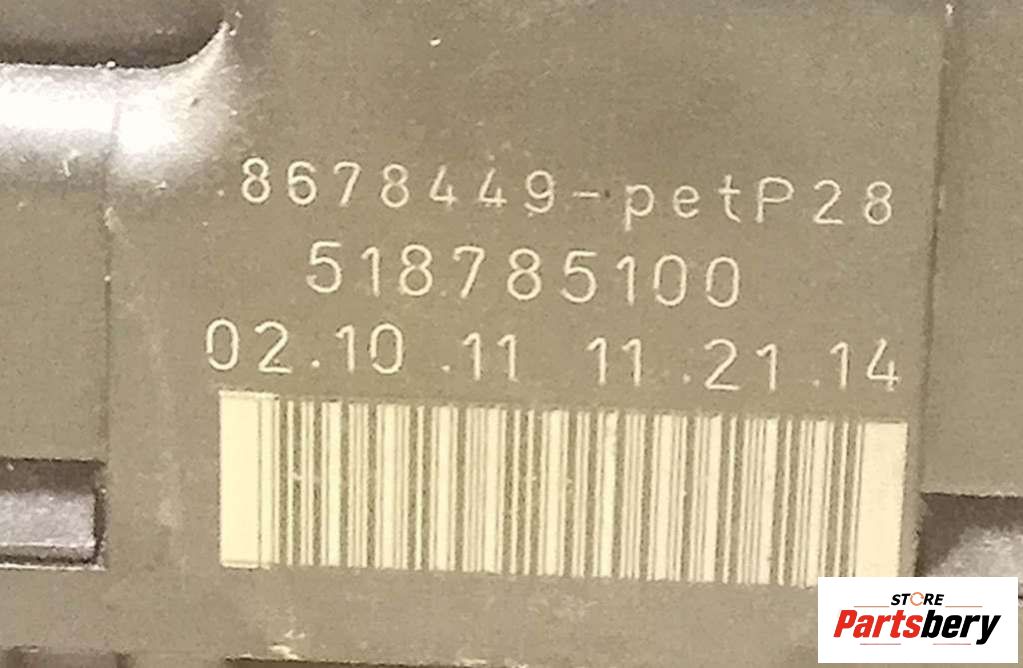 8678449-petP28
518785100
02.10.11 11.21.14
STORE
Partsbery